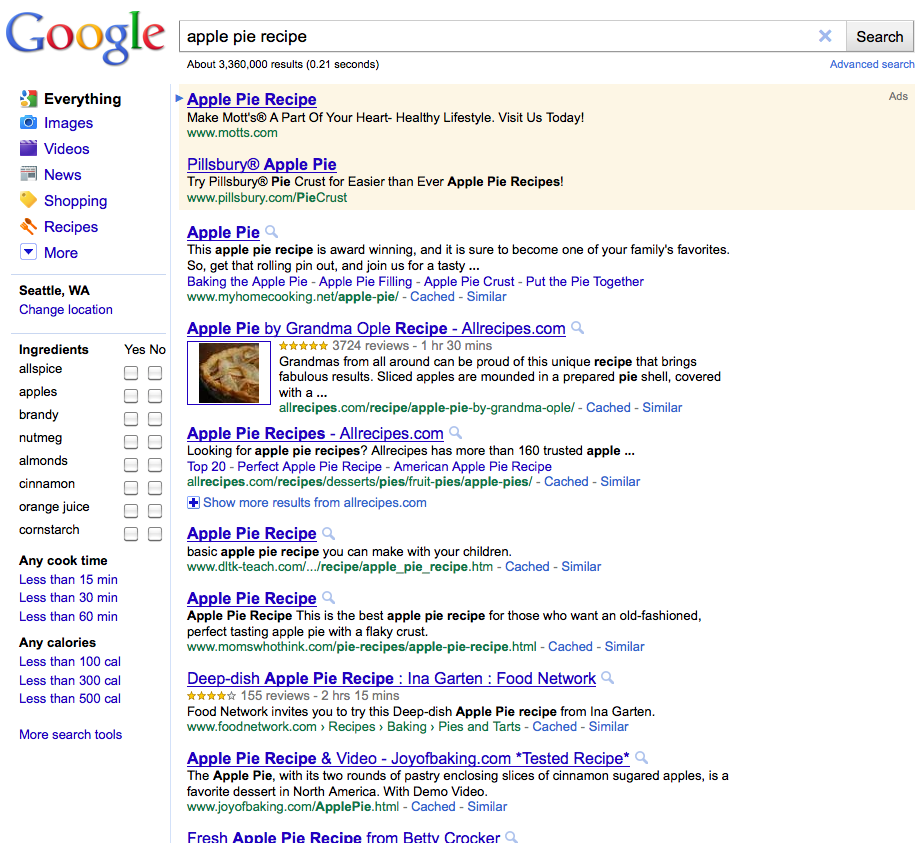 Google
apple pie recipe
Search
About 3,360,000 results (0.21 seconds)
Advanced search
Everything
Images
Videos
News
Shopping
Recipes
More
Seattle, WA
Change location
Ingredients Yes No
allspice
apples
brandy
nutmeg
almonds
cinnamon
orange juice
cornstarch
Any cook time
Less than 15 min
Less than 30 min
Less than 60 min
Any calories
Less than 100 cal
Less than 300 cal
Less than 500 cal
More search tools
Apple Pie Recipe
Ads
Make Mott's® A Part Of Your Heart- Healthy Lifestyle. Visit Us Today!
www.motts.com
Pillsbury® Apple Pie
Try Pillsbury® Pie Crust for Easier than Ever Apple Pie Recipes!
www.pillsbury.com/PieCrust
Apple Pie
This apple pie recipe is award winning, and it is sure to become one of your family's favorites.
So, get that rolling pin out, and join us for a tasty ...
Baking the Apple Pie - Apple Pie Filling - Apple Pie Crust - Put the Pie Together
www.myhomecooking.net/apple-pie/ - Cached - Similar
Apple Pie by Grandma Ople Recipe - Allrecipes.com
3724 reviews - 1 hr 30 mins
Grandmas from all around can be proud of this unique recipe that brings
fabulous results. Sliced apples are mounded in a prepared pie shell, covered
with a ...
allrecipes.com/recipe/apple-pie-by-grandma-ople/ - Cached - Similar
Apple Pie Recipes - Allrecipes.com
Looking for apple pie recipes? Allrecipes has more than 160 trusted apple ...
Top 20 - Perfect Apple Pie Recipe - American Apple Pie Recipe
allrecipes.com/recipes/desserts/pies/fruit-pies/apple-pies/ - Cached - Similar
Show more results from allrecipes.com
Apple Pie Recipe
basic apple pie recipe you can make with your children.
www.dltk-teach.com/.../recipe/apple_pie_recipe.htm - Cached - Similar
Apple Pie Recipe
Apple Pie Recipe This is the best apple pie recipe for those who want an old-fashioned,
perfect tasting apple pie with a flaky crust.
www.momswhothink.com/pie-recipes/apple-pie-recipe.html - Cached - Similar
Deep-dish Apple Pie Recipe : Ina Garten : Food Network
155 reviews - 2 hrs 15 mins
Food Network invites you to try this Deep-dish Apple Pie recipe from Ina Garten.
www.foodnetwork.com › Recipes › Baking › Pies and Tarts - Cached - Similar
Apple Pie Recipe & Video - Joyofbaking.com *Tested Recipe*
The Apple Pie, with its two rounds of pastry enclosing slices of cinnamon sugared apples, is a
favorite dessert in North America. With Demo Video.
www.joyofbaking.com/ApplePie.html - Cached - Similar
Fresh Apple Pie Recipe from Betty Crocker